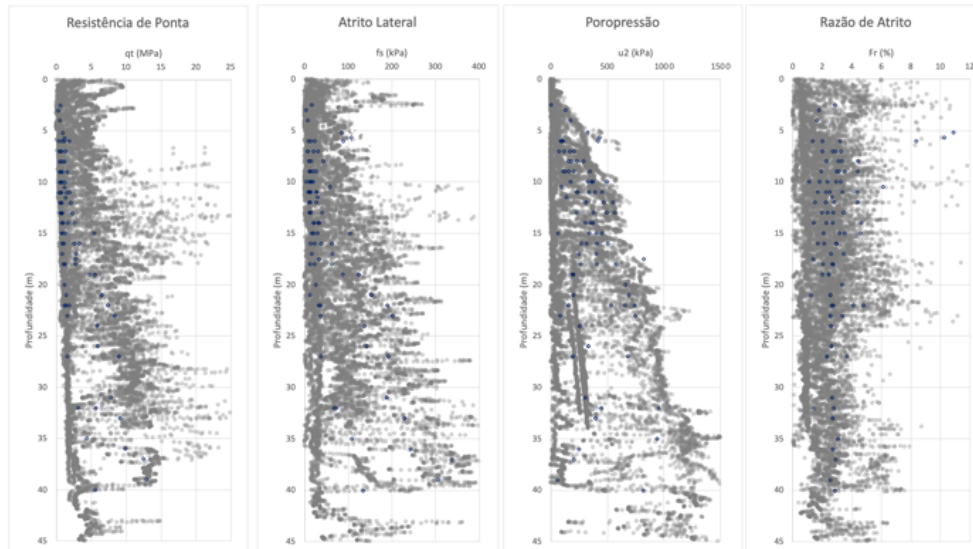 Resistência de Ponta
qt (MPa)
0 5 10 15 20 25
0
5
10
15
20
25
30
35
40
45
Profundidade (m)
Atrito Lateral
fs (kPa)
0 100 200 300 400
0
5
10
15
20
25
30
35
40
45
Profundidade (m)
Poropressão
u2 (kPa)
0 500 1000 1500
0
5
10
15
20
25
30
35
40
45
Profundidade (m)
Razão de Atrito
Fr (%)
0 2 4 6 8 10 12
0
5
10
15
20
25
30
35
40
45
Profundidade (m)